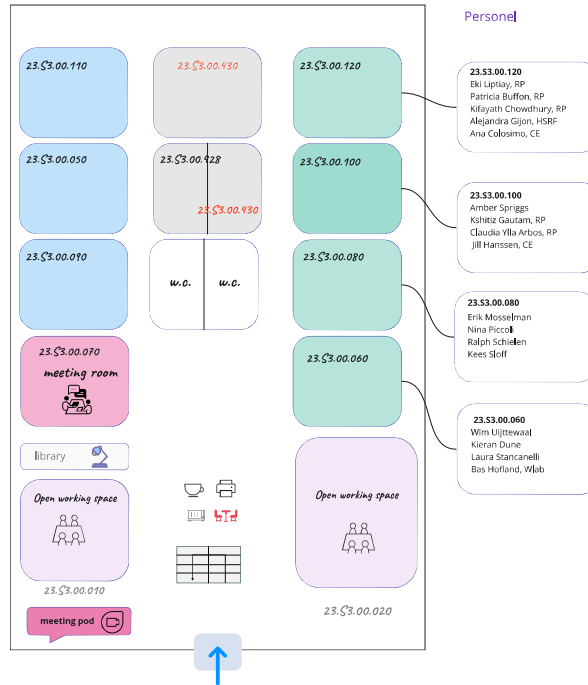 Personel
23.S3.00.110
23.S3.00.430
23.S3.00.120
23.S3.00.120
Eki Liptiay, RP
Patricia Buffon, RP
Kifayath Chowdhury, RP
Alejandra Gijon, HSRF
Ana Colosimo, CE
23.S3.00.050
23.S3.00.428
23.S3.00.430
23.S3.00.100
23.S3.00.100
Amber Spriggs
Kshitiz Gautam, RP
Claudia Ylla Arbos, RP
Jill Hanssen, CE
23.S3.00.090
w.c.
w.c.
23.S3.00.080
23.S3.00.080
Erik Mosselman
Nina Piccoli
Ralph Schielen
Kees Sloff
23.S3.00.070
meeting room
23.S3.00.060
23.S3.00.060
Wim Uijttewaal
Kieran Dune
Laura Stancanelli
Bas Hofland, Wlab
library
Open working space
Open working space
23.S3.00.010
23.S3.00.020
meeting pod